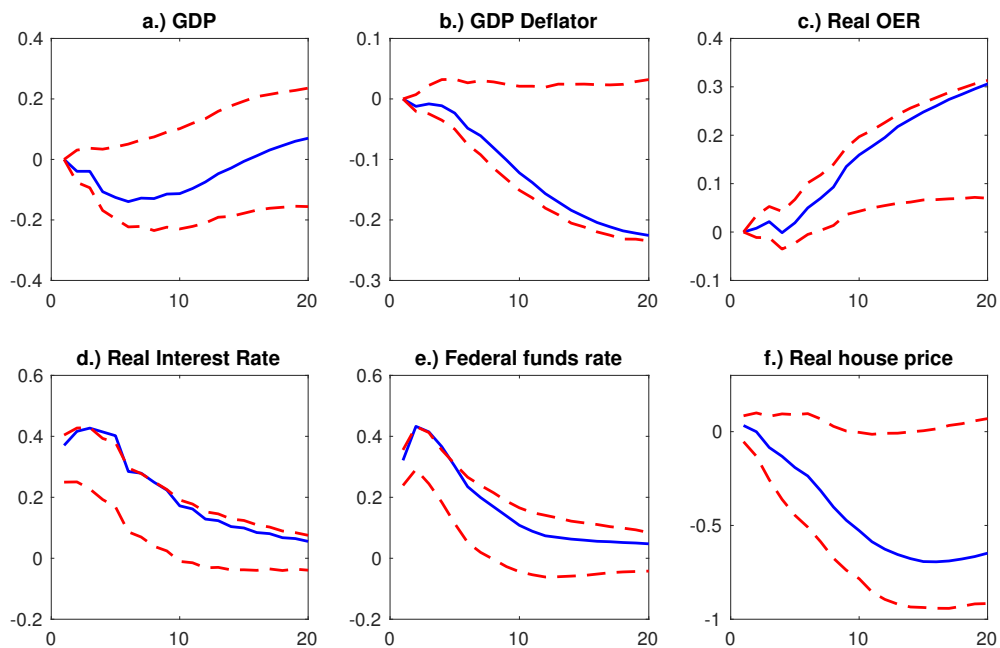 a.) GDP
b.) GDP Deflator
c.) Real OER
0.4
0.2
0
-0.2
-0.4
0 10 20
0.1
0
-0.1
-0.2
-0.3
0 10 20
0.4
0.3
0.2
0.1
0
-0.1
0 10 20
d.) Real Interest Rate
e.) Federal funds rate
f.) Real house price
0.6
0.4
0.2
0
-0.2
0 10 20
0.6
0.4
0.2
0
-0.2
0 10 20
0
-0.5
-1
0 10 20